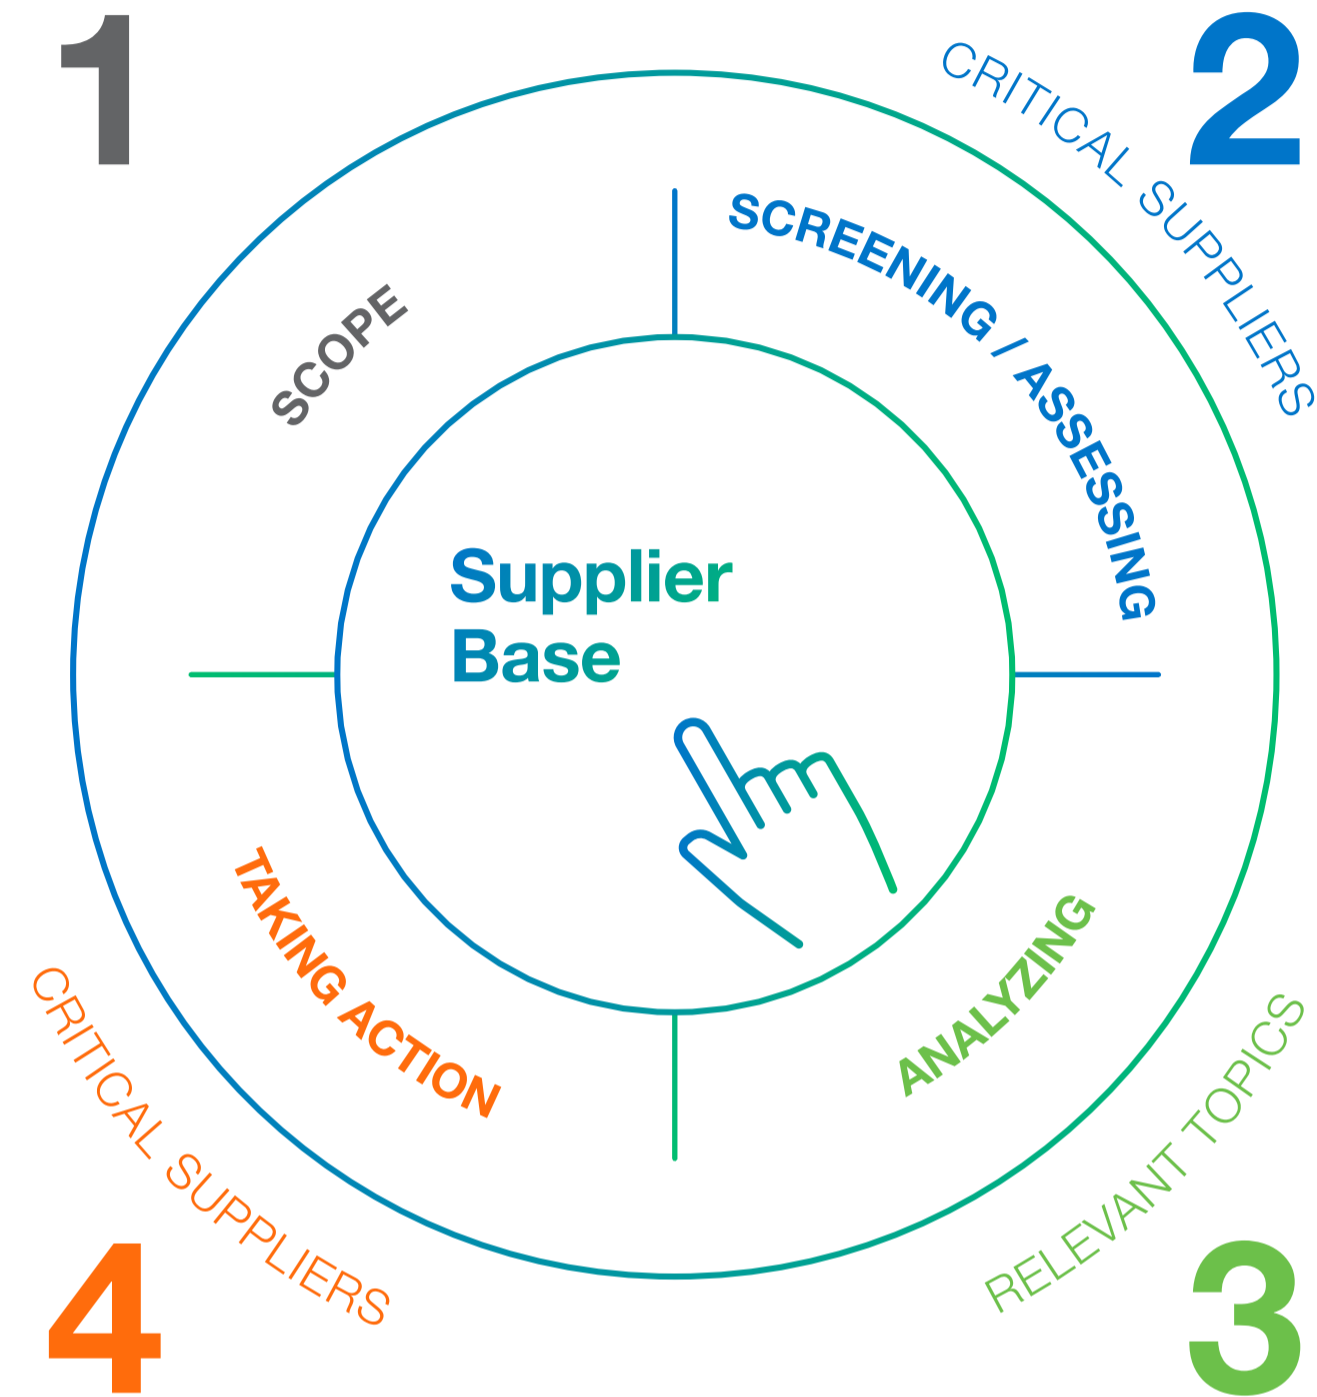 1
SCOPE
2
CRITICAL SUPPLIERS
SCREENING / ASSESSING
Supplier
Base
3
ANALYZING
RELEVANT TOPICS
4
TAKING ACTION
CRITICAL SUPPLIERS